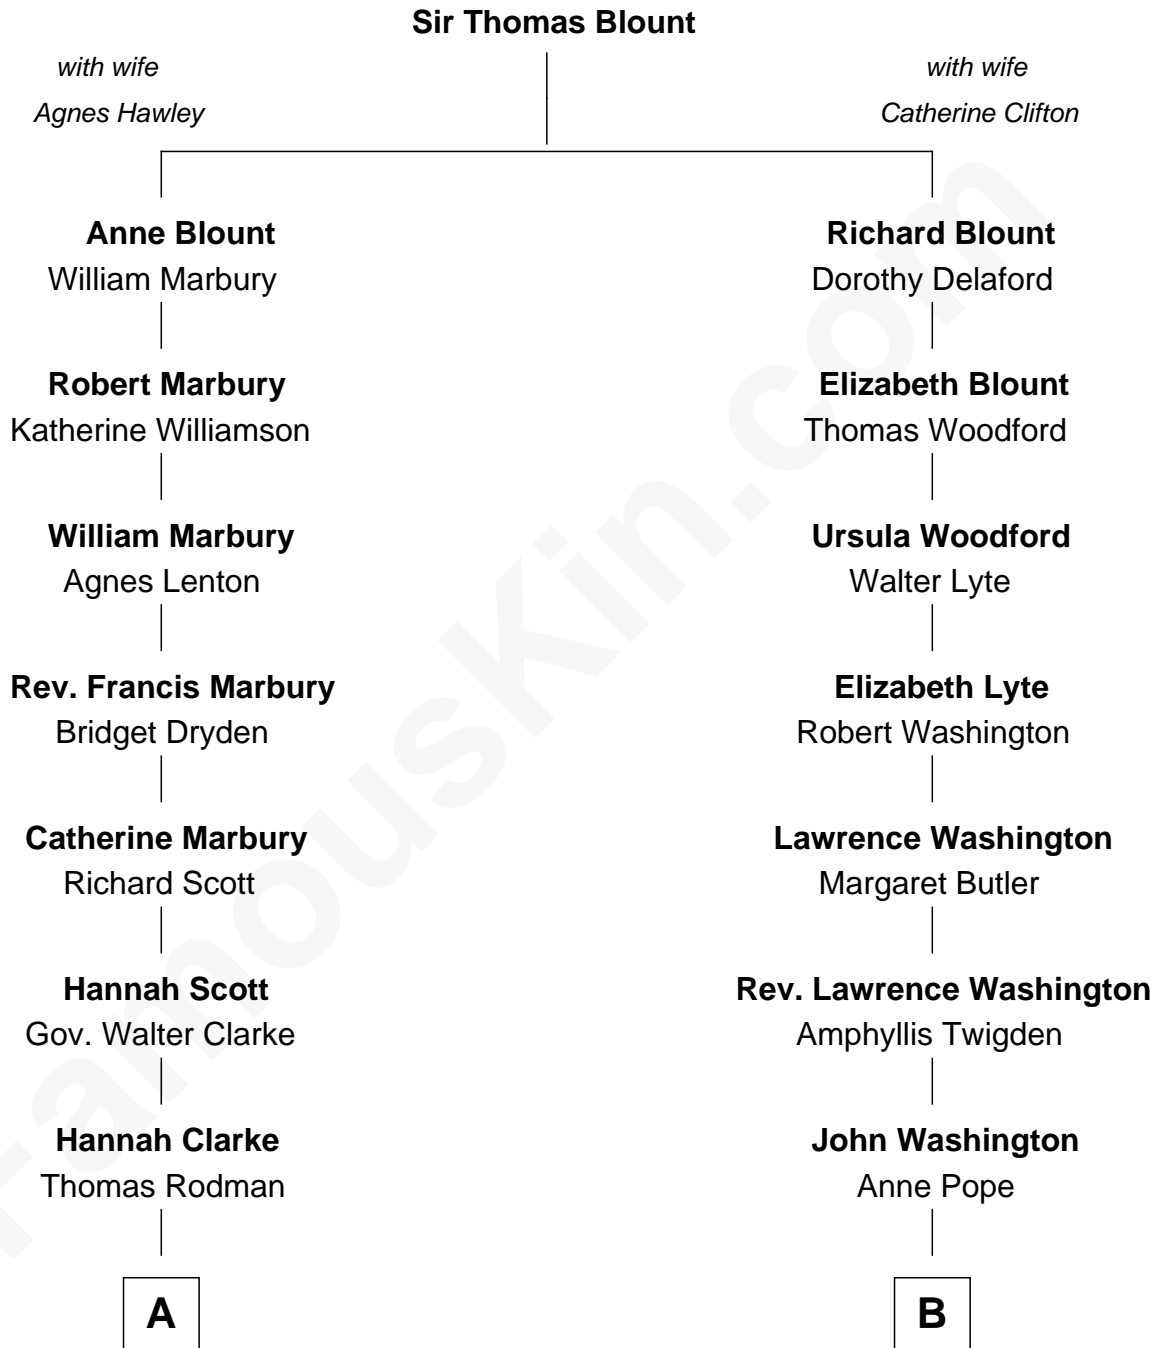 Sir Thomas Blount
with wife
Agnes Hawley
with wife
Catherine Clifton
Anne Blount
William Marbury
Richard Blount
Dorothy Delaford
Robert Marbury
Katherine Williamson
Elizabeth Blount
Thomas Woodford
William Marbury
Agnes Lenton
Ursula Woodford
Walter Lyte
Rev. Francis Marbury
Bridget Dryden
Elizabeth Lyte
Robert Washington
Catherine Marbury
Richard Scott
Lawrence Washington
Margaret Butler
Hannah Scott
Gov. Walter Clarke
Rev. Lawrence Washington
Amphyllis Twigden
Hannah Clarke
Thomas Rodman
John Washington
Anne Pope
A
B
FamousKin.com